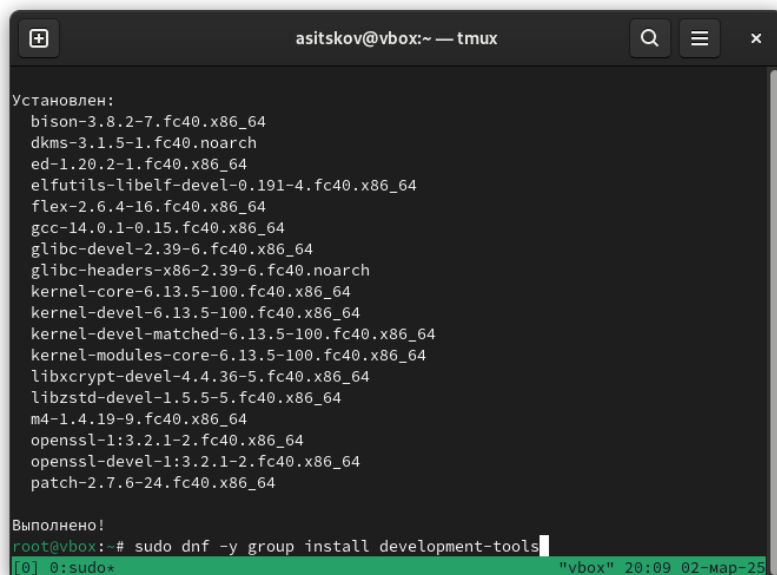 asitskov@vbox:~ — tmux
Установлен:
bison-3.8.2-7.fc40.x86_64
dkms-3.1.5-1.fc40.noarch
ed-1.20.2-1.fc40.x86_64
elfutils-libelf-devel-0.191-4.fc40.x86_64
flex-2.6.4-16.fc40.x86_64
gcc-14.0.1-0.15.fc40.x86_64
glibc-devel-2.39-6.fc40.x86_64
glibc-headers-x86-2.39-6.fc40.noarch
kernel-core-6.13.5-100.fc40.x86_64
kernel-devel-6.13.5-100.fc40.x86_64
kernel-devel-matched-6.13.5-100.fc40.x86_64
kernel-modules-core-6.13.5-100.fc40.x86_64
libxcrypt-devel-4.4.36-5.fc40.x86_64
libzstd-devel-1.5.5-5.fc40.x86_64
m4-1.4.19-9.fc40.x86_64
openssl-1:3.2.1-2.fc40.x86_64
openssl-devel-1:3.2.1-2.fc40.x86_64
patch-2.7.6-24.fc40.x86_64
Выполнено!
root@vbox:~# sudo dnf -y group install development-tools
[0] 0:sudo* "vbox" 20:09 02-мар-25